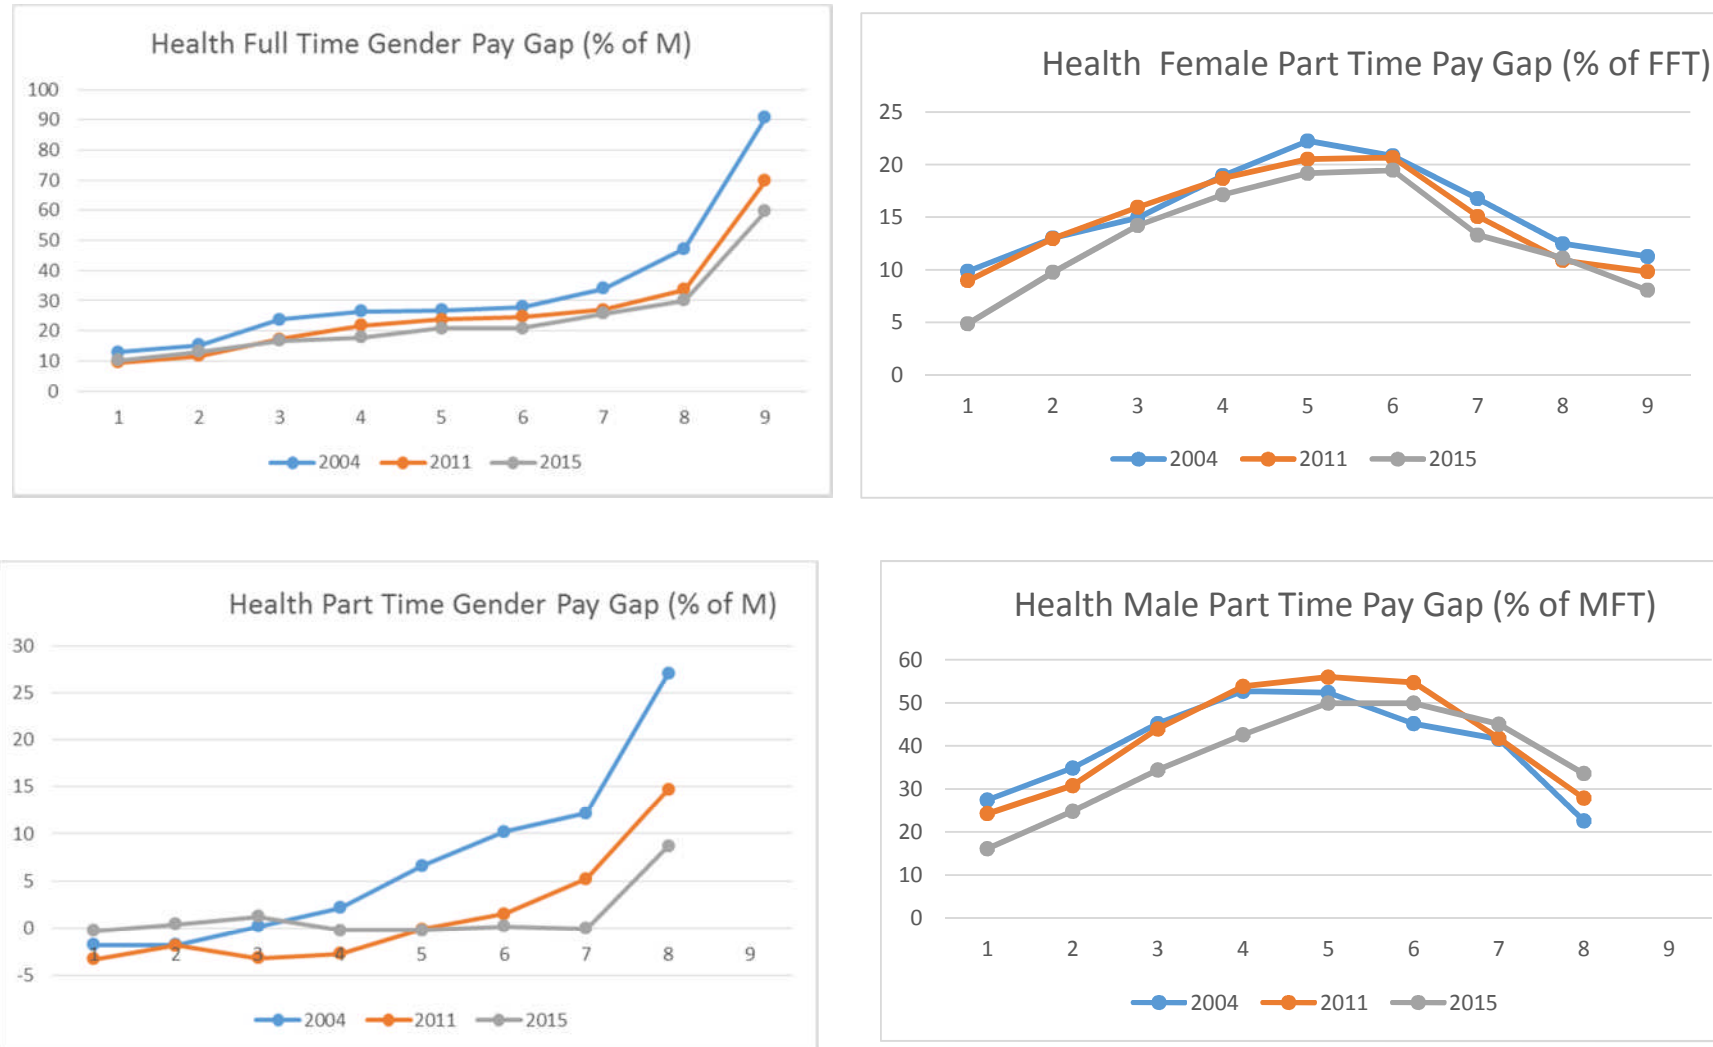 Health Full Time Gender Pay Gap (% of M)
100
90
80
70
60
50
40
30
20
10
0
1 2 3 4 5 6 7 8 9
2004 2011 2015
Health Female Part Time Pay Gap (% of FFT)
25
20
15
10
5
0
1 2 3 4 5 6 7 8 9
2004 2011 2015
Health Part Time Gender Pay Gap (% of M)
30
25
20
15
10
5
0
-5
1 2 3 4 5 6 7 8 9
2004 2011 2015
Health Male Part Time Pay Gap (% of MFT)
60
50
40
30
20
10
0
1 2 3 4 5 6 7 8 9
2004 2011 2015